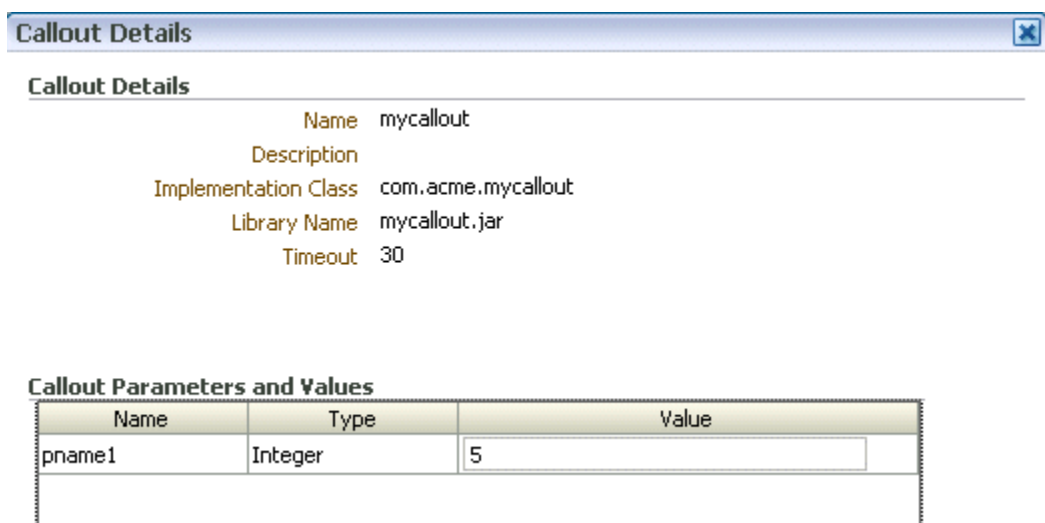 Callout Details
Callout Details
Name mycallout
Description
Implementation Class com.acme.mycallout
Library Name mycallout.jar
Timeout 30
Callout Parameters and Values
Name Type Value
pname1 Integer 5